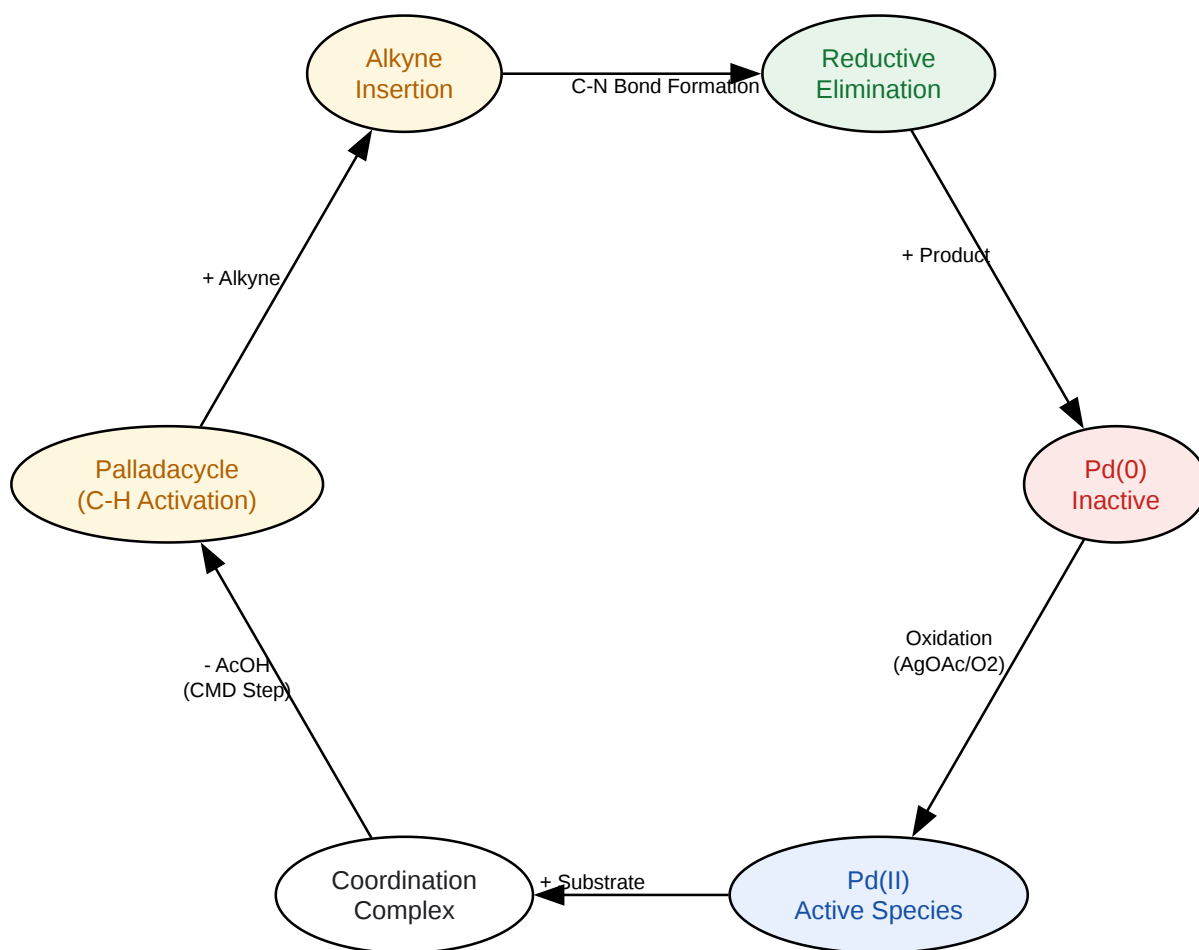 Alkyne
Insertion
C-N Bond Formation
Reductive
Elimination
+ Alkyne
+ Product
Palladacycle
(C-H Activation)
Pd(0)
Inactive
- AcOH
(CMD Step)
Oxidation
(AgOAc/O2)
Coordination
Complex
+ Substrate
Pd(II)
Active Species